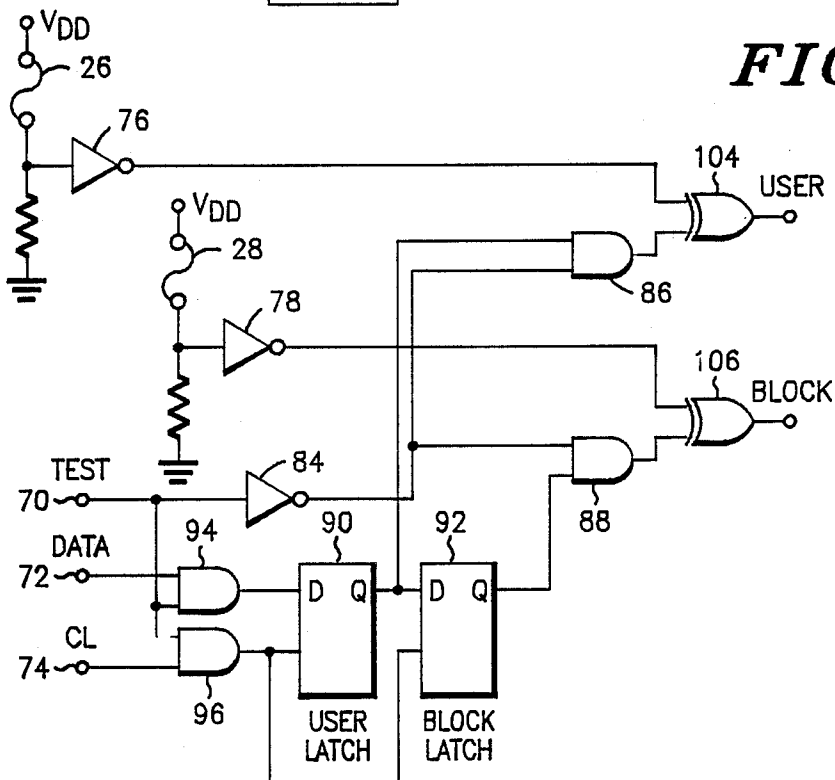 VDD
26
FIG
76
104
USER
VDD
28
86
78
106
BLOCK
TEST
84
70
88
94
90
92
DATA
72
D Q
D Q
CL
74
96
USER
LATCH
BLOCK
LATCH